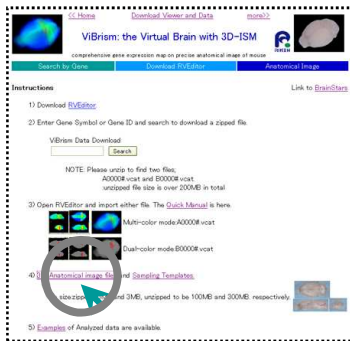 << Home Download Viewer and Data more>>
ViBrism: the Virtual Brain with 3D-ISM
comprehensive gene expression map on precise anatomical image of mouse
RIKEN
Search by Gene Download RVEditor Anatomical Image
Instructions Link to BrainStars
1) Download RVEditor.
2) Enter Gene Symbol or Gene ID and search to download a zipped file.
ViBrism Data Download
Search
NOTE: Please unzip to find two files;
A0000#.vcat and B0000#.vcat
unzipped file size is over 200MB in total
3) Open RVEditor and import either file. The Quick Manual is here.
Multi-color mode:A0000#.vcat
Dual-color mode:B0000#.vcat
4) Anatomical image file and Sampling Templates.
size:zipped and 3MB, unzipped to be 100MB and 300MB. respectively.
5) Examples of Analyzed data are available.